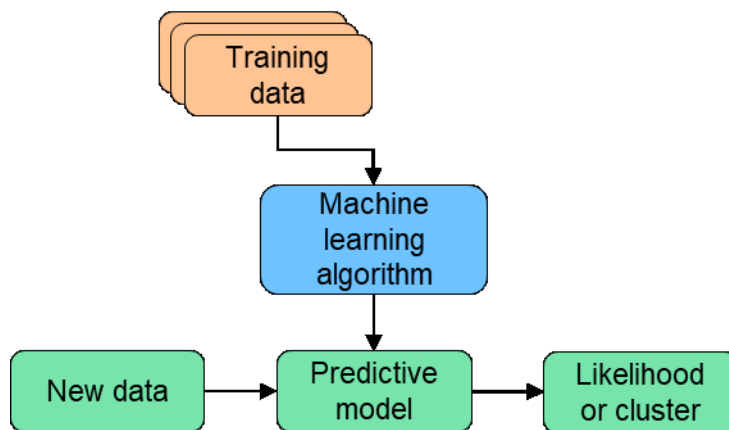 Training
data
Machine
learning
algorithm
New data
Predictive
model
Likelihood
or cluster